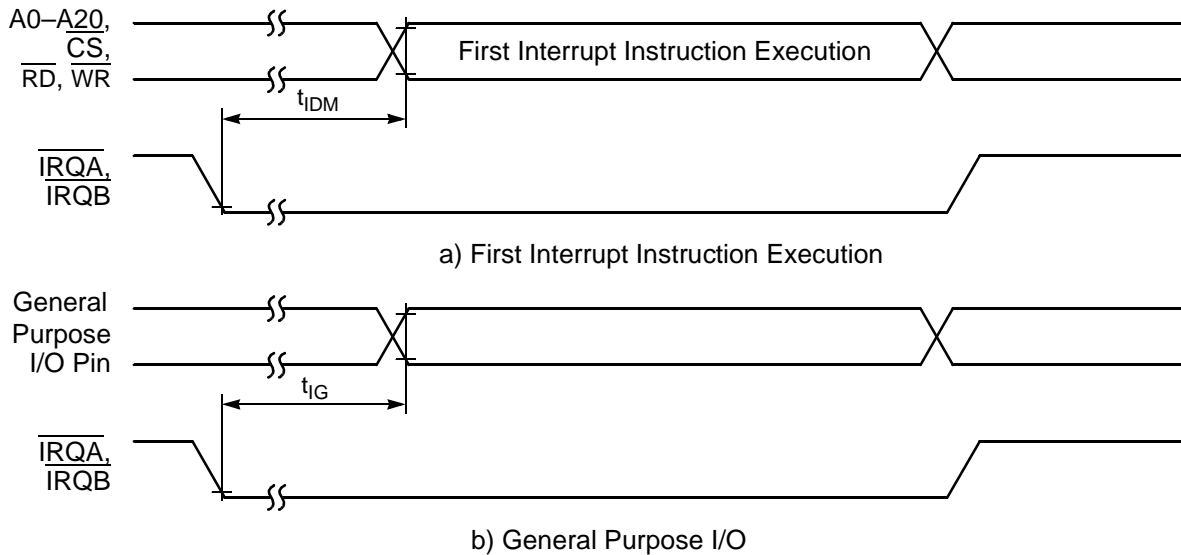 A0–A20,
CS,
RD, WR
First Interrupt Instruction Execution
tIDM
IRQA,
IRQB
a) First Interrupt Instruction Execution
General
Purpose
I/O Pin
tIG
IRQA,
IRQB
b) General Purpose I/O